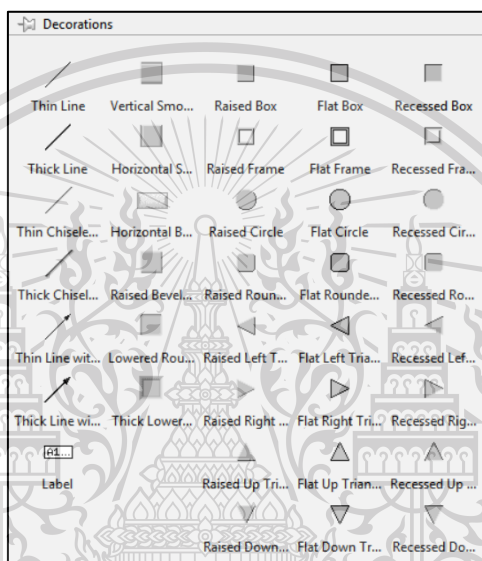 Decorations
Thin Line Vertical Smo... Raised Box Flat Box Recessed Box
Thick Line Horizontal S... Raised Frame Flat Frame Recessed Fra...
Thin Chisele... Horizontal B... Raised Circle Flat Circle Recessed Cir...
Thick Chisel... Raised Bevel... Raised Roun... Flat Rounde... Recessed Ro...
Thin Line wit... Lowered Rou... Raised Left T... Flat Left Tria... Recessed Lef...
Thick Line wi... Thick Lower... Raised Right ... Flat Right Tri... Recessed Rig...
A1...
Label Raised Up Tri... Flat Up Trian... Recessed Up ...
Raised Down... Flat Down Tr... Recessed Do...